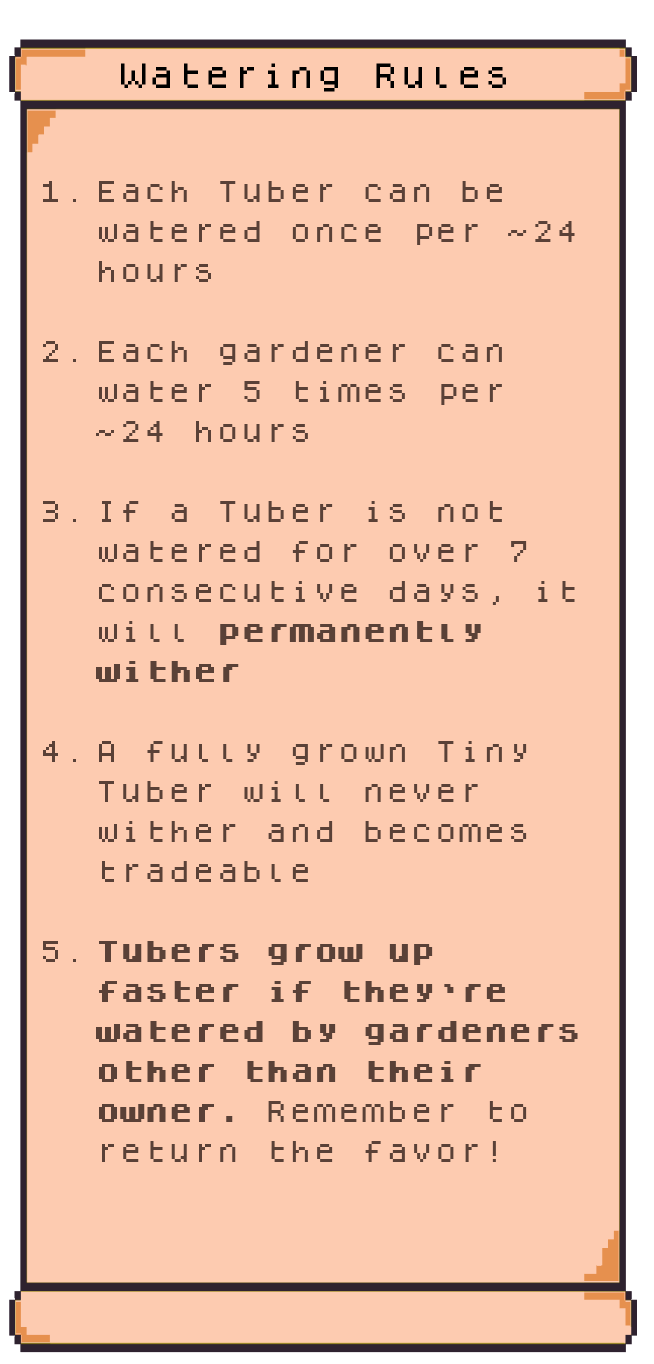 Watering Rules
1. Each Tuber can be
watered once per ~24
hours
2. Each gardener can
water 5 times per
~24 hours
3. If a Tuber is not
watered for over 7
consecutive days, it
will permanently
wither
4. A fully grown Tiny
Tuber will never
wither and becomes
tradeable
5. Tubers grow up
faster if they're
watered by gardeners
other than their
owner. Remember to
return the favor!